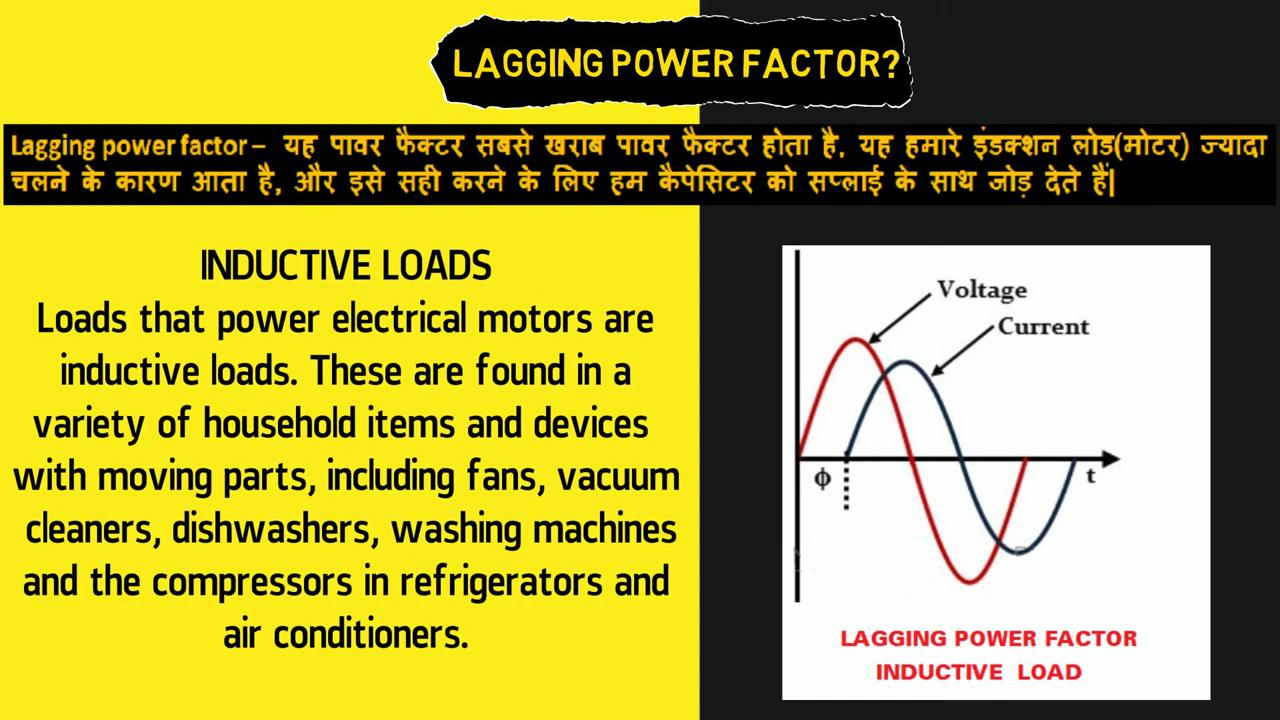 LAGGING POWER FACTOR?
Lagging power factor – यह पावर फैक्टर सबसे खराब पावर फैक्टर होता है, यह हमारे इंडक्शन लोड(मोटर) ज्यादा
चलने के कारण आता है, और इसे सही करने के लिए हम कैपेसिटर को सप्लाई के साथ जोड़ देते हैं|
INDUCTIVE LOADS
Loads that power electrical motors are
inductive loads. These are found in a
variety of household items and devices
with moving parts, including fans, vacuum
cleaners, dishwashers, washing machines
and the compressors in refrigerators and
air conditioners.
Voltage
Current
ϕ
t
LAGGING POWER FACTOR
INDUCTIVE LOAD